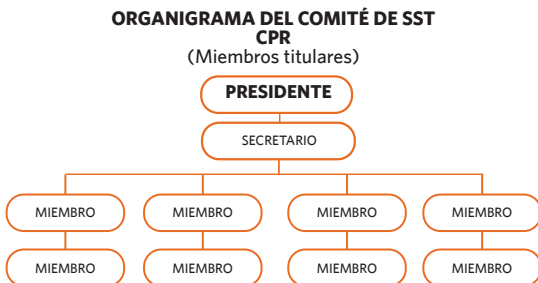 ORGANIGRAMA DEL COMITÉ DE SST
CPR
(Miembros titulares)
PRESIDENTE
SECRETARIO
MIEMBRO MIEMBRO MIEMBRO MIEMBRO
MIEMBRO MIEMBRO MIEMBRO MIEMBRO